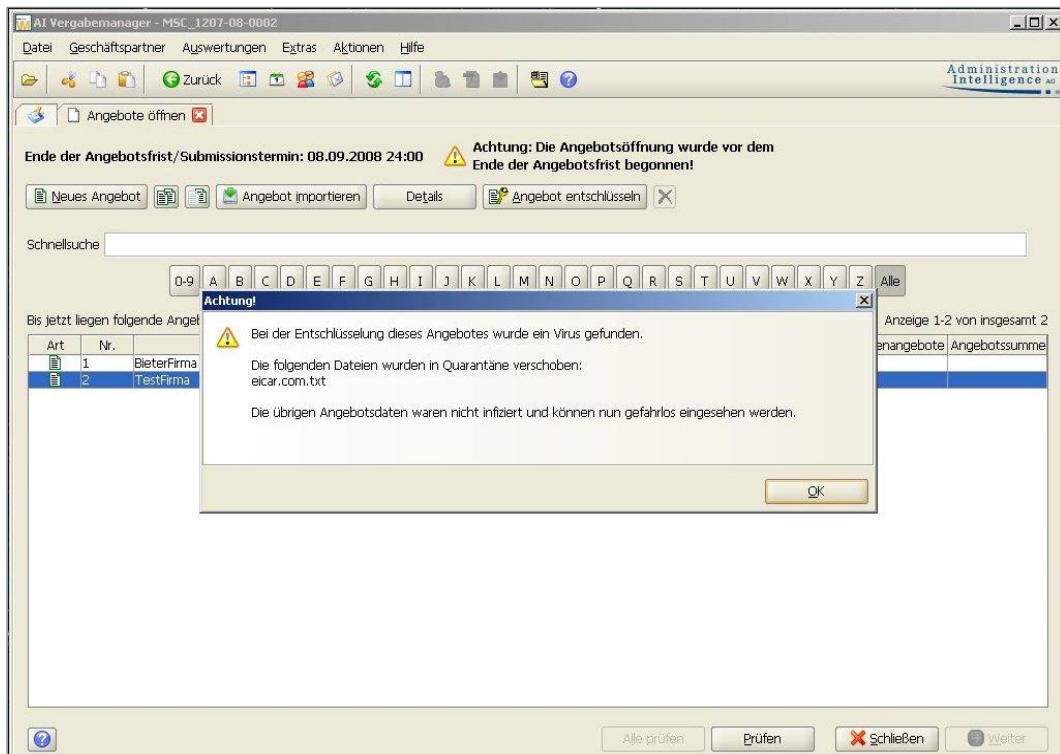 AI Vergabemanager - MSC_1207-08-0002
Datei Geschäftspartner Auswertungen Extras Aktionen Hilfe
Zurück
Administration
Intelligence AG
Angebote öffnen
Ende der Angebotsfrist/Submissionstermin: 08.09.2008 24:00
Achtung: Die Angebotsöffnung wurde vor dem
Ende der Angebotsfrist begonnen!
Neues Angebot
Angebot importieren
Details
Angebot entschlüsseln
Schnellsuche
0-9 A B C D E F G H I J K L M N O P Q R S T U V W X Y Z Alle
Bis jetzt liegen folgende Angeb
Anzeige 1-2 von insgesamt 2
Art Nr. enangebote Angebotssumme
1 BieterFirma
2 TestFirma
Achtung!
Bei der Entschlüsselung dieses Angebotes wurde ein Virus gefunden.
Die folgenden Dateien wurden in Quarantäne verschoben:
eicar.com.txt
Die übrigen Angebotsdaten waren nicht infiziert und können nun gefahrlos eingesehen werden.
OK
Alle prüfen
Prüfen
Schließen
Weiter